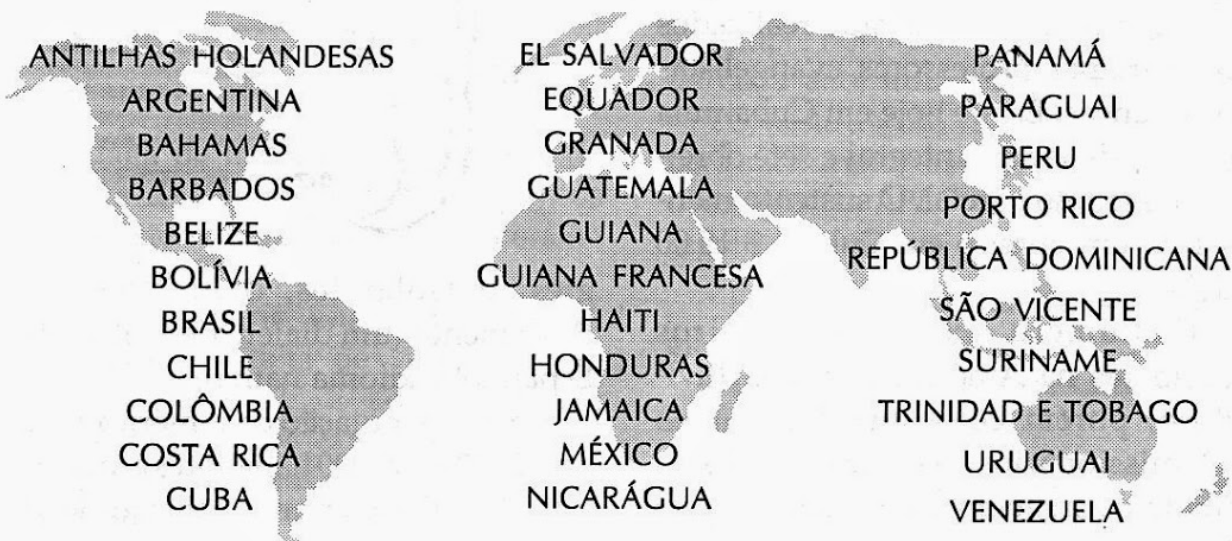 ANTILHAS HOLANDESAS
ARGENTINA
BAHAMAS
BARBADOS
BELIZE
BOLÍVIA
BRASIL
CHILE
COLÔMBIA
COSTA RICA
CUBA
EL SALVADOR
EQUADOR
GRANADA
GUATEMALA
GUIANA
GUIANA FRANCESA
HAITI
HONDURAS
JAMAICA
MÉXICO
NICARÁGUA
PANAMÁ
PARAGUAI
PERU
PORTO RICO
REPÚBLICA DOMINICANA
SÃO VICENTE
SURINAME
TRINIDAD E TOBAGO
URUGUAI
VENEZUELA